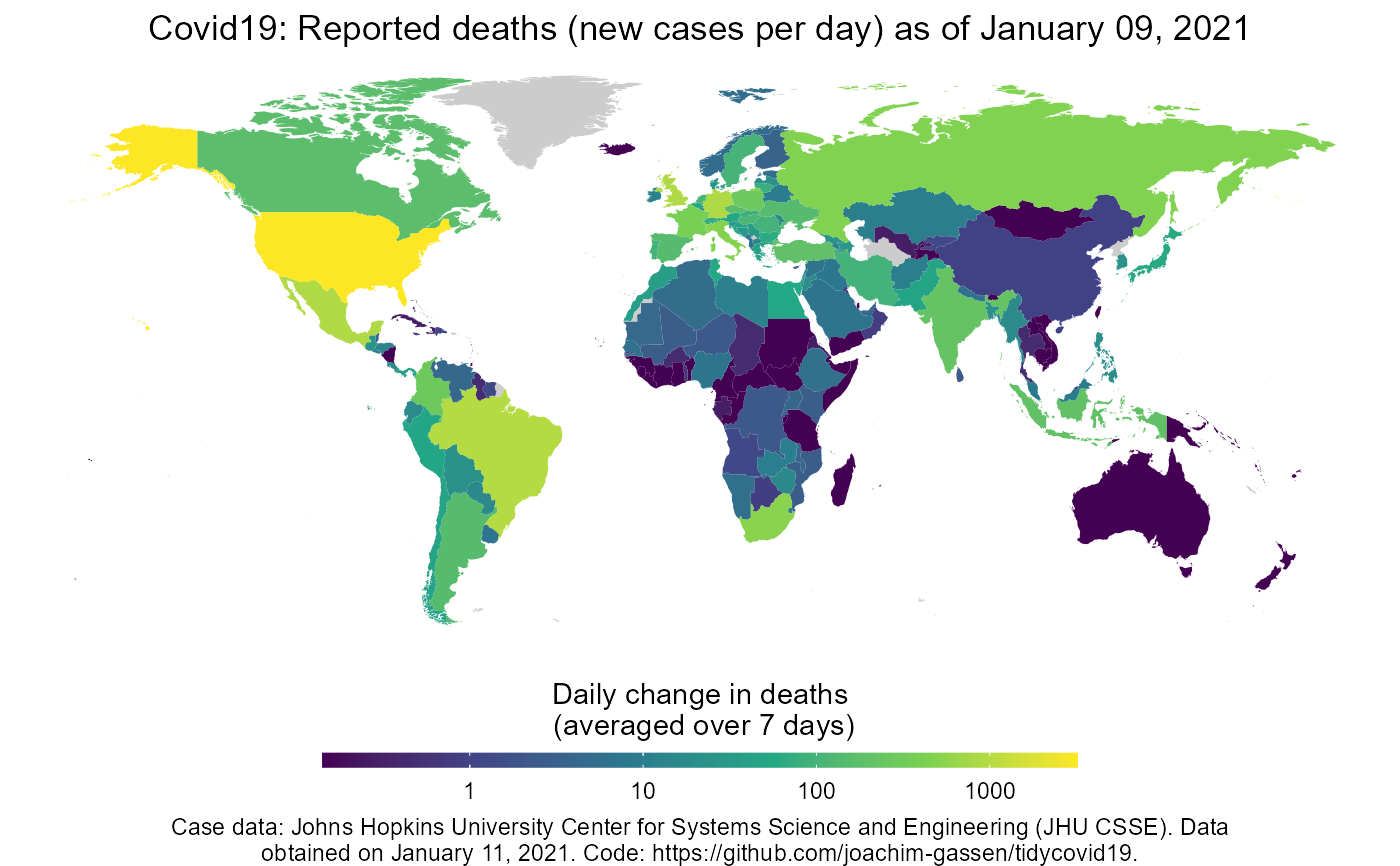 Covid19: Reported deaths (new cases per day) as of January 09, 2021
Daily change in deaths
(averaged over 7 days)
1 10 100 1000
Case data: Johns Hopkins University Center for Systems Science and Engineering (JHU CSSE). Data
obtained on January 11, 2021. Code: https://github.com/joachim-gassen/tidycovid19.